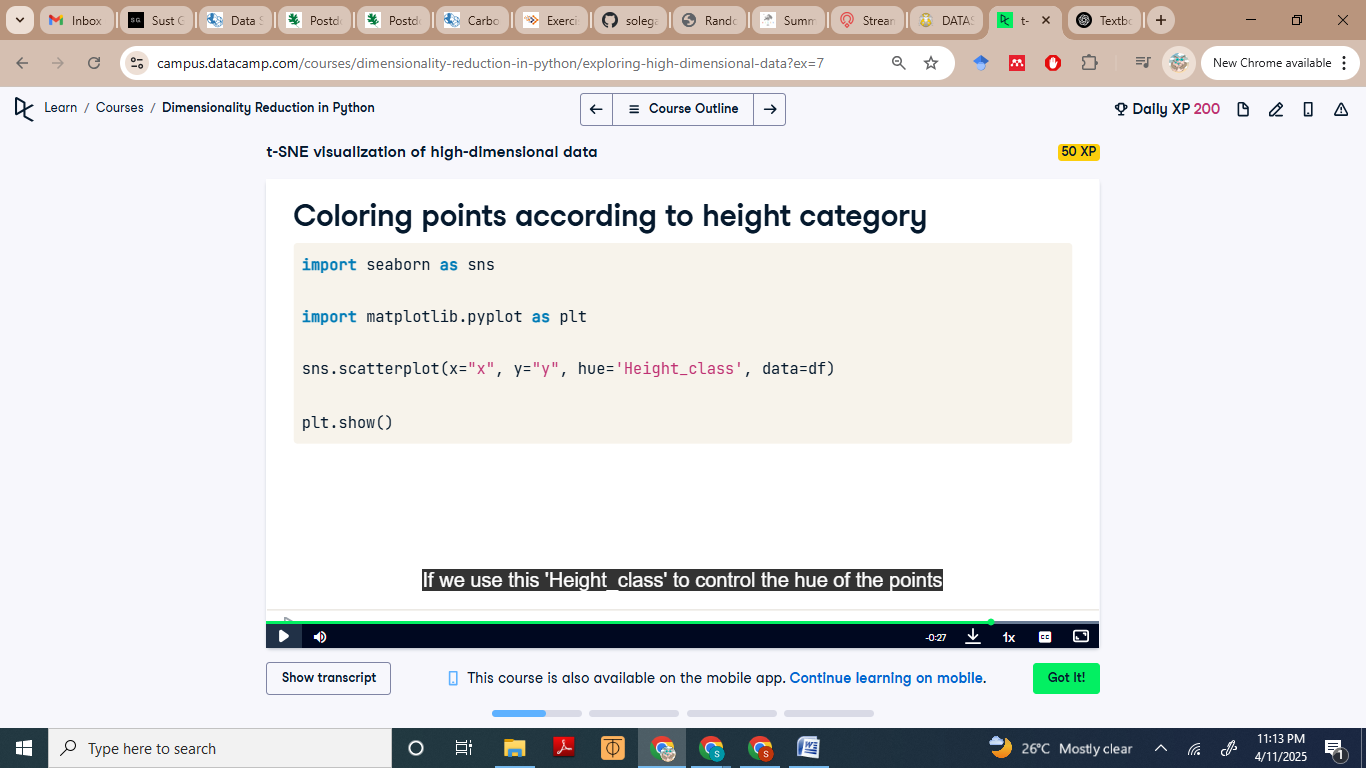 Inbox
Sust G
Data S
Postd
Postd
Carbo
Exerci
solega
Rando
Summ
Stream
DATAS
t-
Textbo
campus.datacamp.com/courses/dimensionality-reduction-in-python/exploring-high-dimensional-data?ex=7
New Chrome available
Learn / Courses / Dimensionality Reduction in Python
Course Outline
Daily XP 200
t-SNE visualization of high-dimensional data
50 XP
Coloring points according to height category
import seaborn as sns
import matplotlib.pyplot as plt
sns.scatterplot(x="x", y="y", hue='Height_class', data=df)
plt.show()
If we use this 'Height_class' to control the hue of the points
-0:27
1x
CC
Show transcript
This course is also available on the mobile app. Continue learning on mobile.
Got It!
Type here to search
26°C Mostly clear
11:13 PM
4/11/2025
1